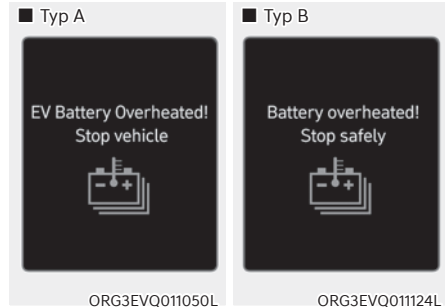 ■ Typ A
EV Battery Overheated!
Stop vehicle
ORG3EVQ011050L
■ Typ B
Battery overheated!
Stop safely
ORG3EVQ011124L